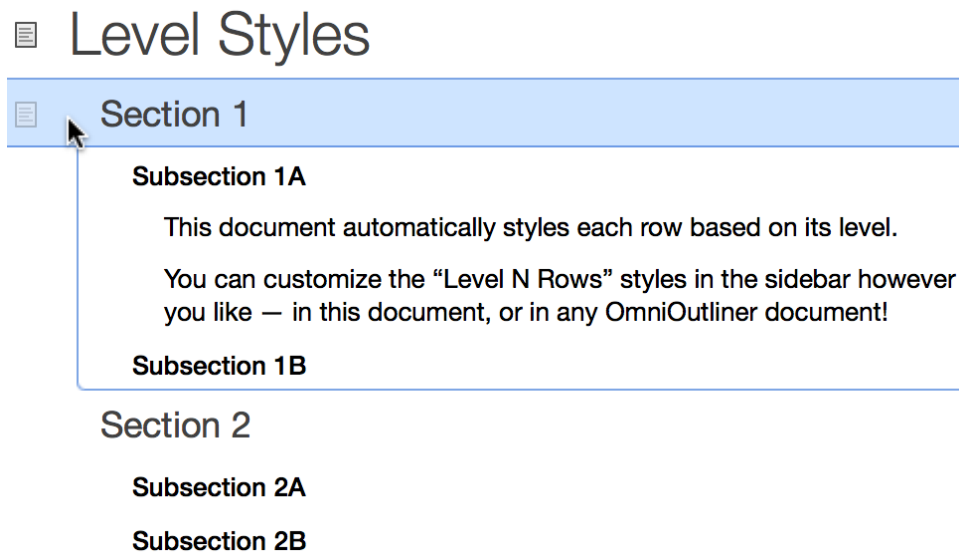 Level Styles
Section 1
Subsection 1A
This document automatically styles each row based on its level.
You can customize the “Level N Rows” styles in the sidebar however
you like — in this document, or in any OmniOutliner document!
Subsection 1B
Section 2
Subsection 2A
Subsection 2B